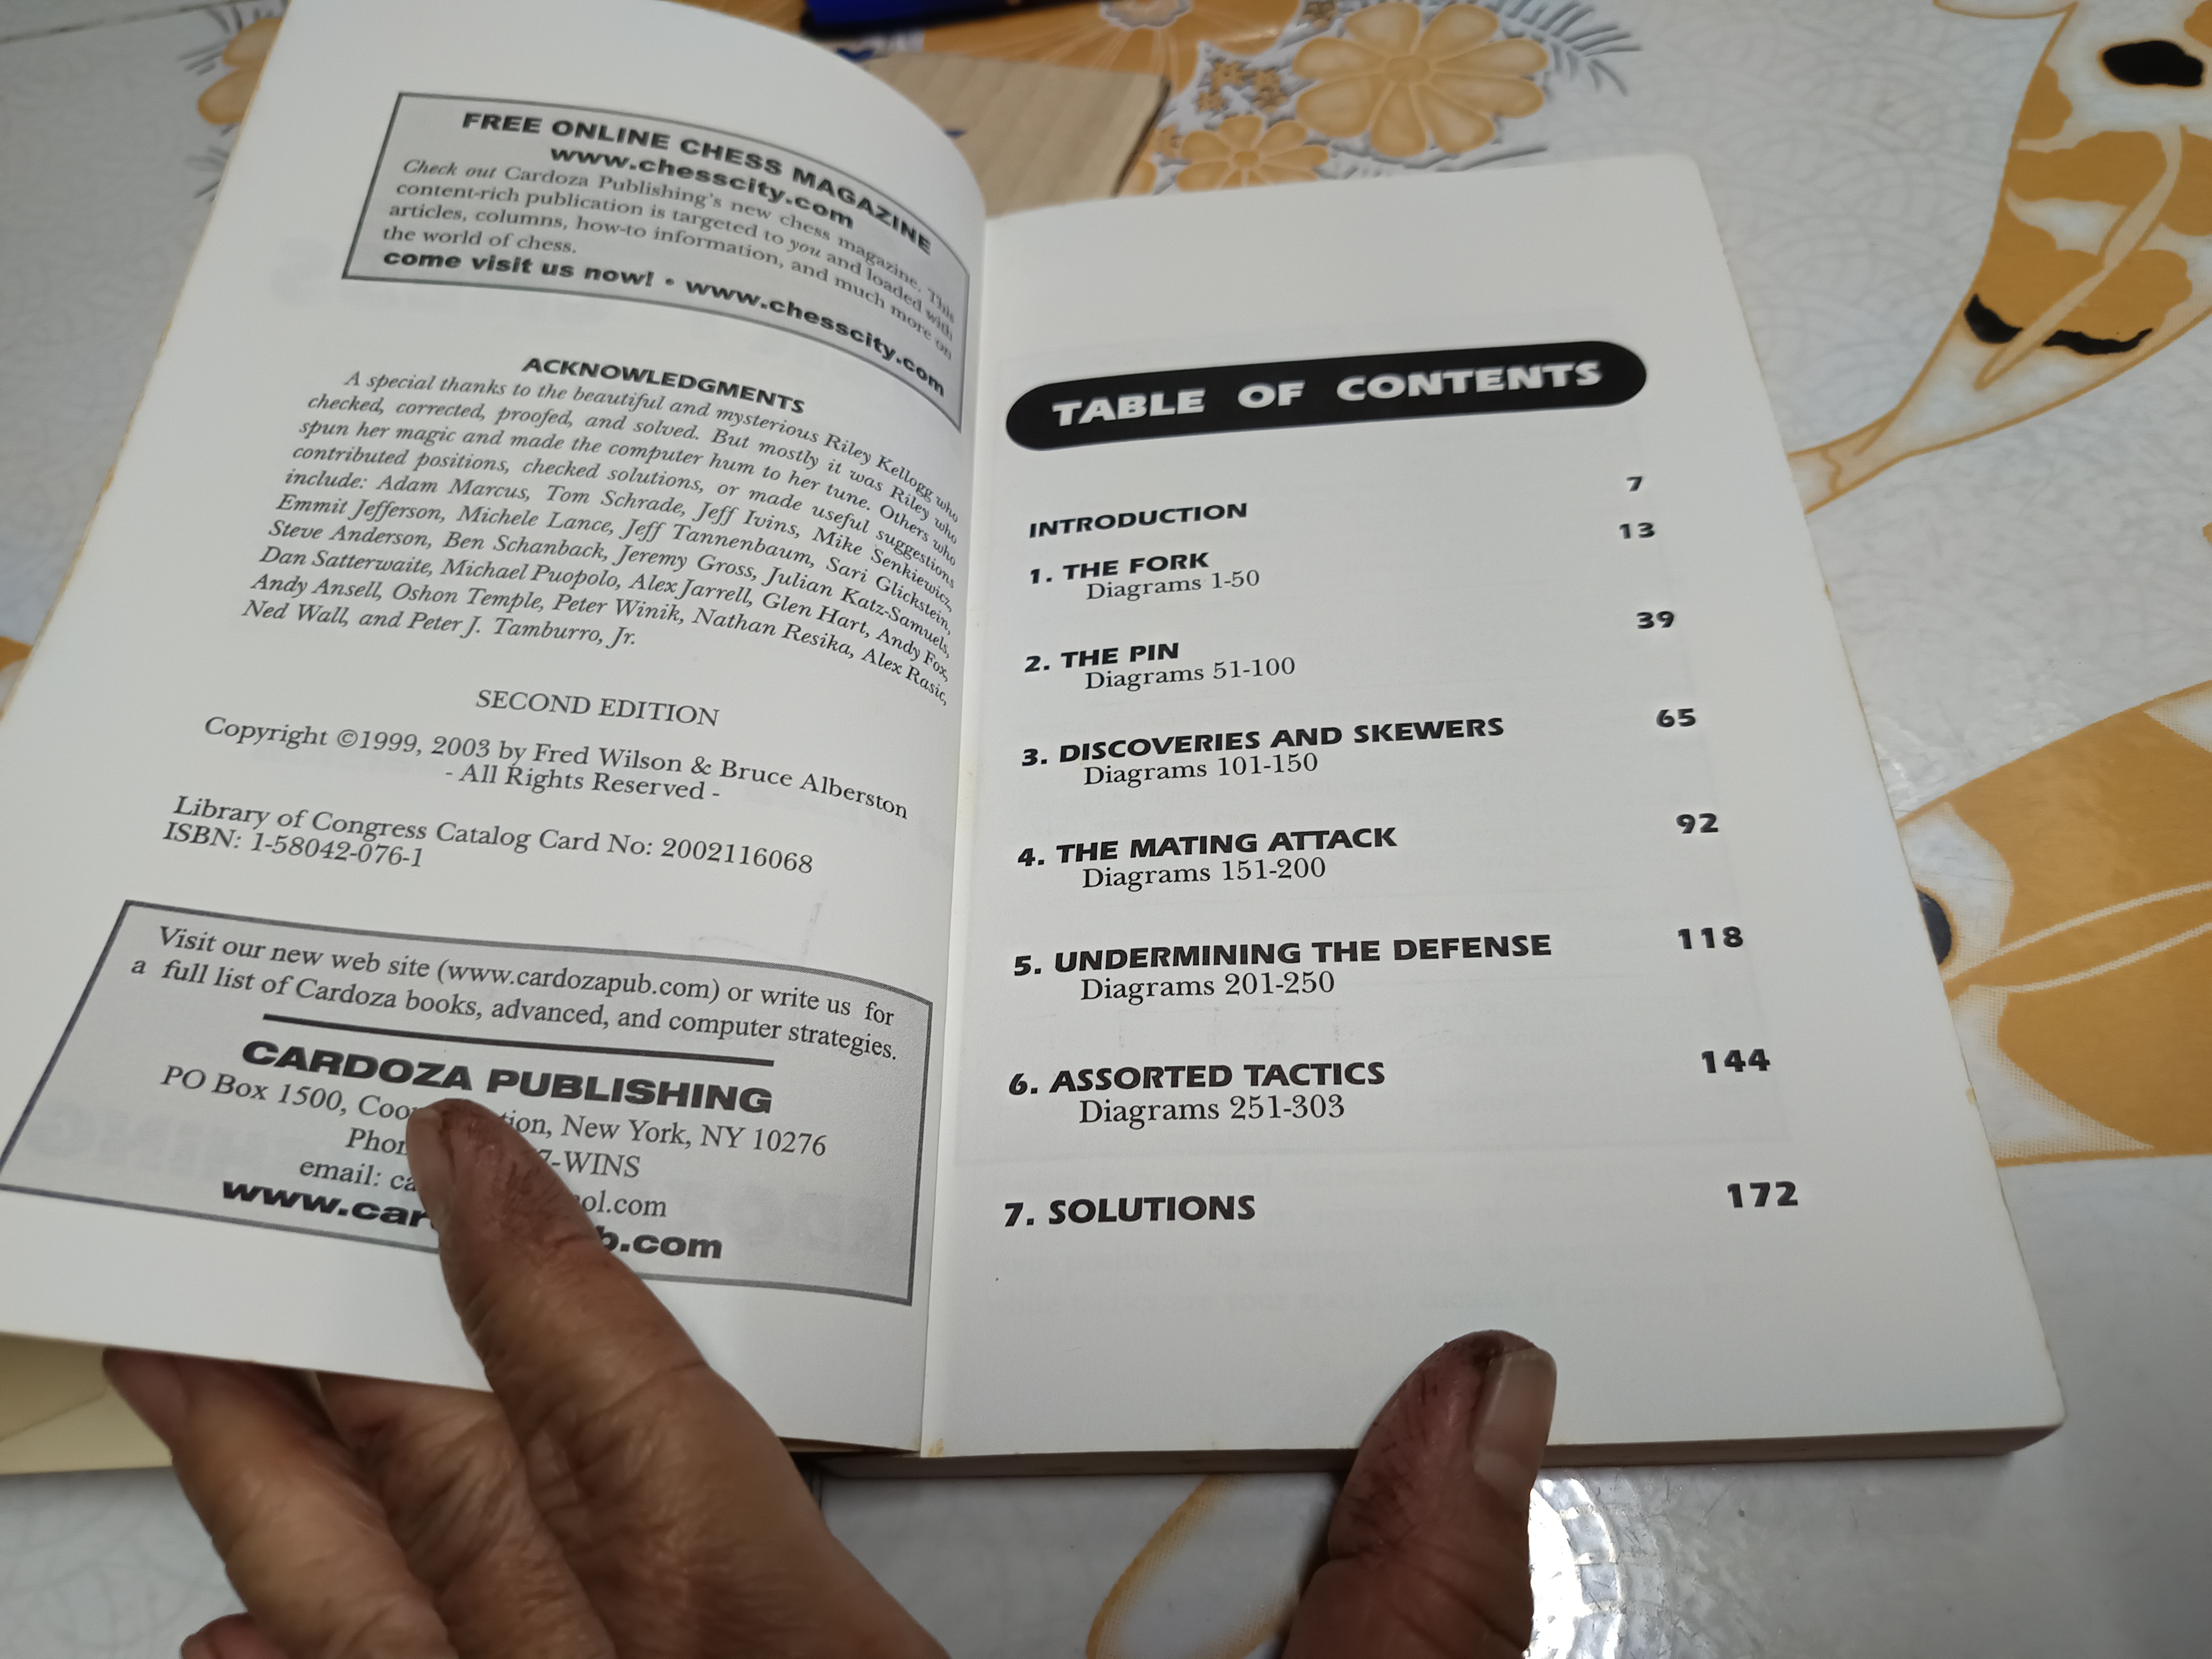 FREE ONLINE CHESS MAGAZINE
www.chesscity.com
Check out Cardoza Publishing's new chess magazine. This
content-rich publication is targeted to you and loaded with
articles, columns, how-to information, and much more on
the world of chess.
come visit us now! • www.chesscity.com
ACKNOWLEDGMENTS
A special thanks to the beautiful and mysterious Riley Kellogg who
checked, corrected, proofed, and solved. But mostly it was Riley who
spun her magic and made the computer hum to her tune. Others who
contributed positions, checked solutions, or made useful suggestions
include: Adam Marcus, Tom Schrade, Jeff Ivins, Mike Senkiewicz,
Emmit Jefferson, Michele Lance, Jeff Tannenbaum, Sari Glickstein,
Steve Anderson, Ben Schanback, Jeremy Gross, Julian Katz-Samuels,
Dan Satterwaite, Michael Puopolo, Alex Jarrell, Glen Hart, Andy Fox,
Andy Ansell, Oshon Temple, Peter Winik, Nathan Resika, Alex Rasic,
Ned Wall, and Peter J. Tamburro, Jr.
SECOND EDITION
Copyright ©1999, 2003 by Fred Wilson & Bruce Alberston
- All Rights Reserved -
Library of Congress Catalog Card No: 2002116068
ISBN: 1-58042-076-1
Visit our new web site (www.cardozapub.com) or write us for
a full list of Cardoza books, advanced, and computer strategies.
CARDOZA PUBLISHING
PO Box 1500, Coo tion, New York, NY 10276
Phon 7-WINS
email: ca ol.com
www.car b.com
TABLE OF CONTENTS
INTRODUCTION 7
1. THE FORK 13
Diagrams 1-50
2. THE PIN 39
Diagrams 51-100
3. DISCOVERIES AND SKEWERS 65
Diagrams 101-150
4. THE MATING ATTACK 92
Diagrams 151-200
5. UNDERMINING THE DEFENSE 118
Diagrams 201-250
6. ASSORTED TACTICS 144
Diagrams 251-303
7. SOLUTIONS 172